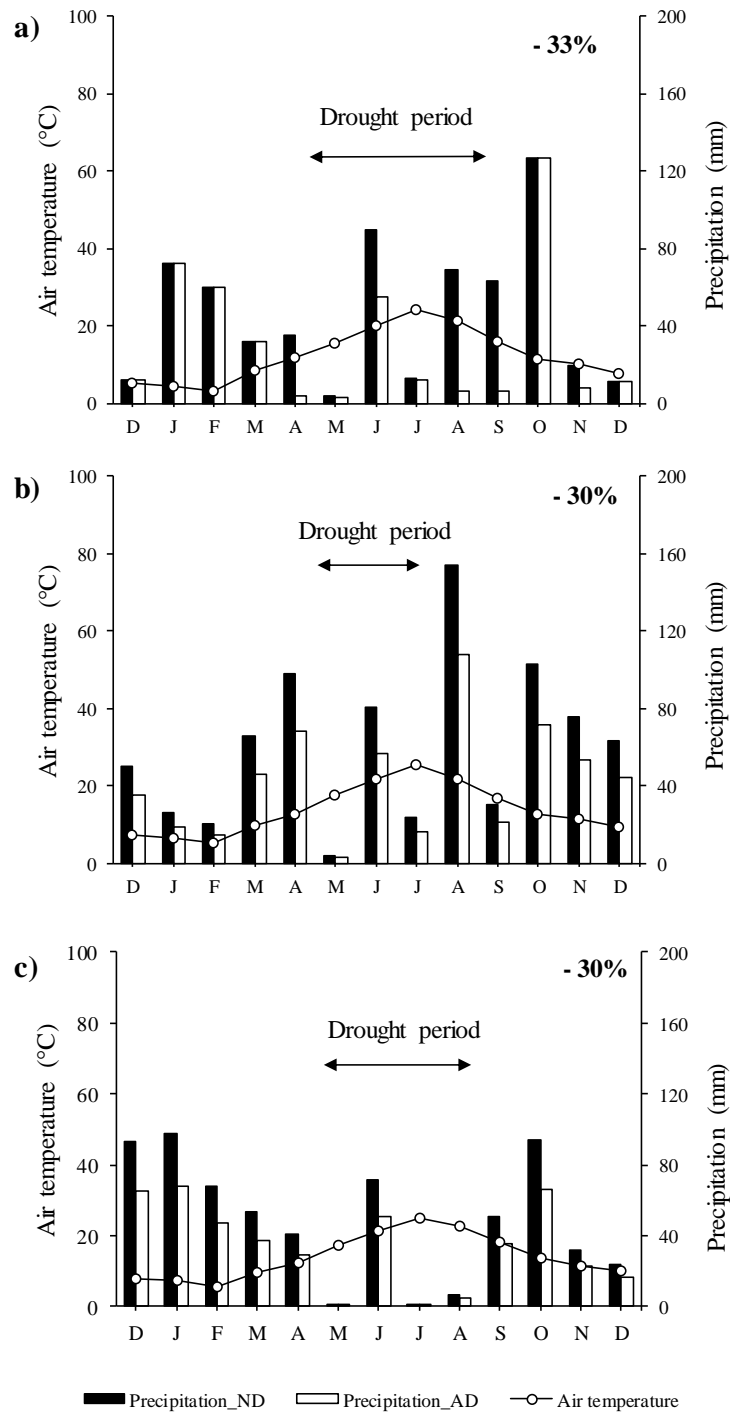 a)
- 33%
Drought period
Air temperature (°C)
Precipitation (mm)
100
80
60
40
20
0
200
160
120
80
40
0
D J F M A M J J A S O N D
b)
- 30%
Drought period
Air temperature (°C)
Precipitation (mm)
100
80
60
40
20
0
200
160
120
80
40
0
D J F M A M J J A S O N D
c)
- 30%
Drought period
Air temperature (°C)
Precipitation (mm)
100
80
60
40
20
0
200
160
120
80
40
0
D J F M A M J J A S O N D
Precipitation_ND Precipitation_AD Air temperature